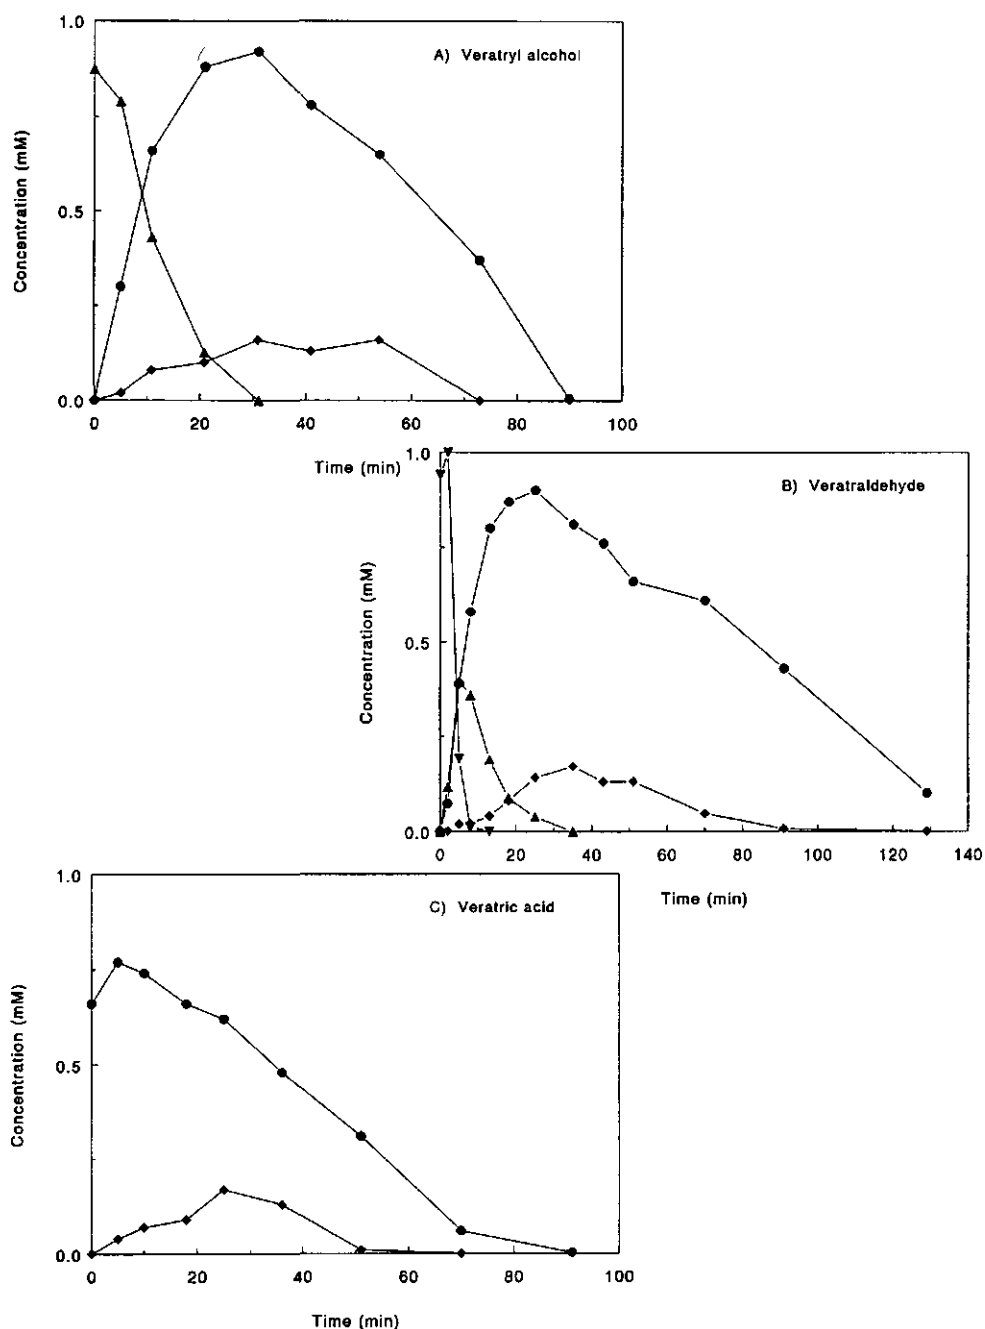 1.0
A) Veratryl alcohol
Concentration (mM)
0.5
0.0
0 20 40 60 80 100
Time (min)
1.0
B) Veratraldehyde
Concentration (mM)
0.5
0.0
0 20 40 60 80 100 120 140
Time (min)
1.0
C) Veratric acid
Concentration (mM)
0.5
0.0
0 20 40 60 80 100
Time (min)